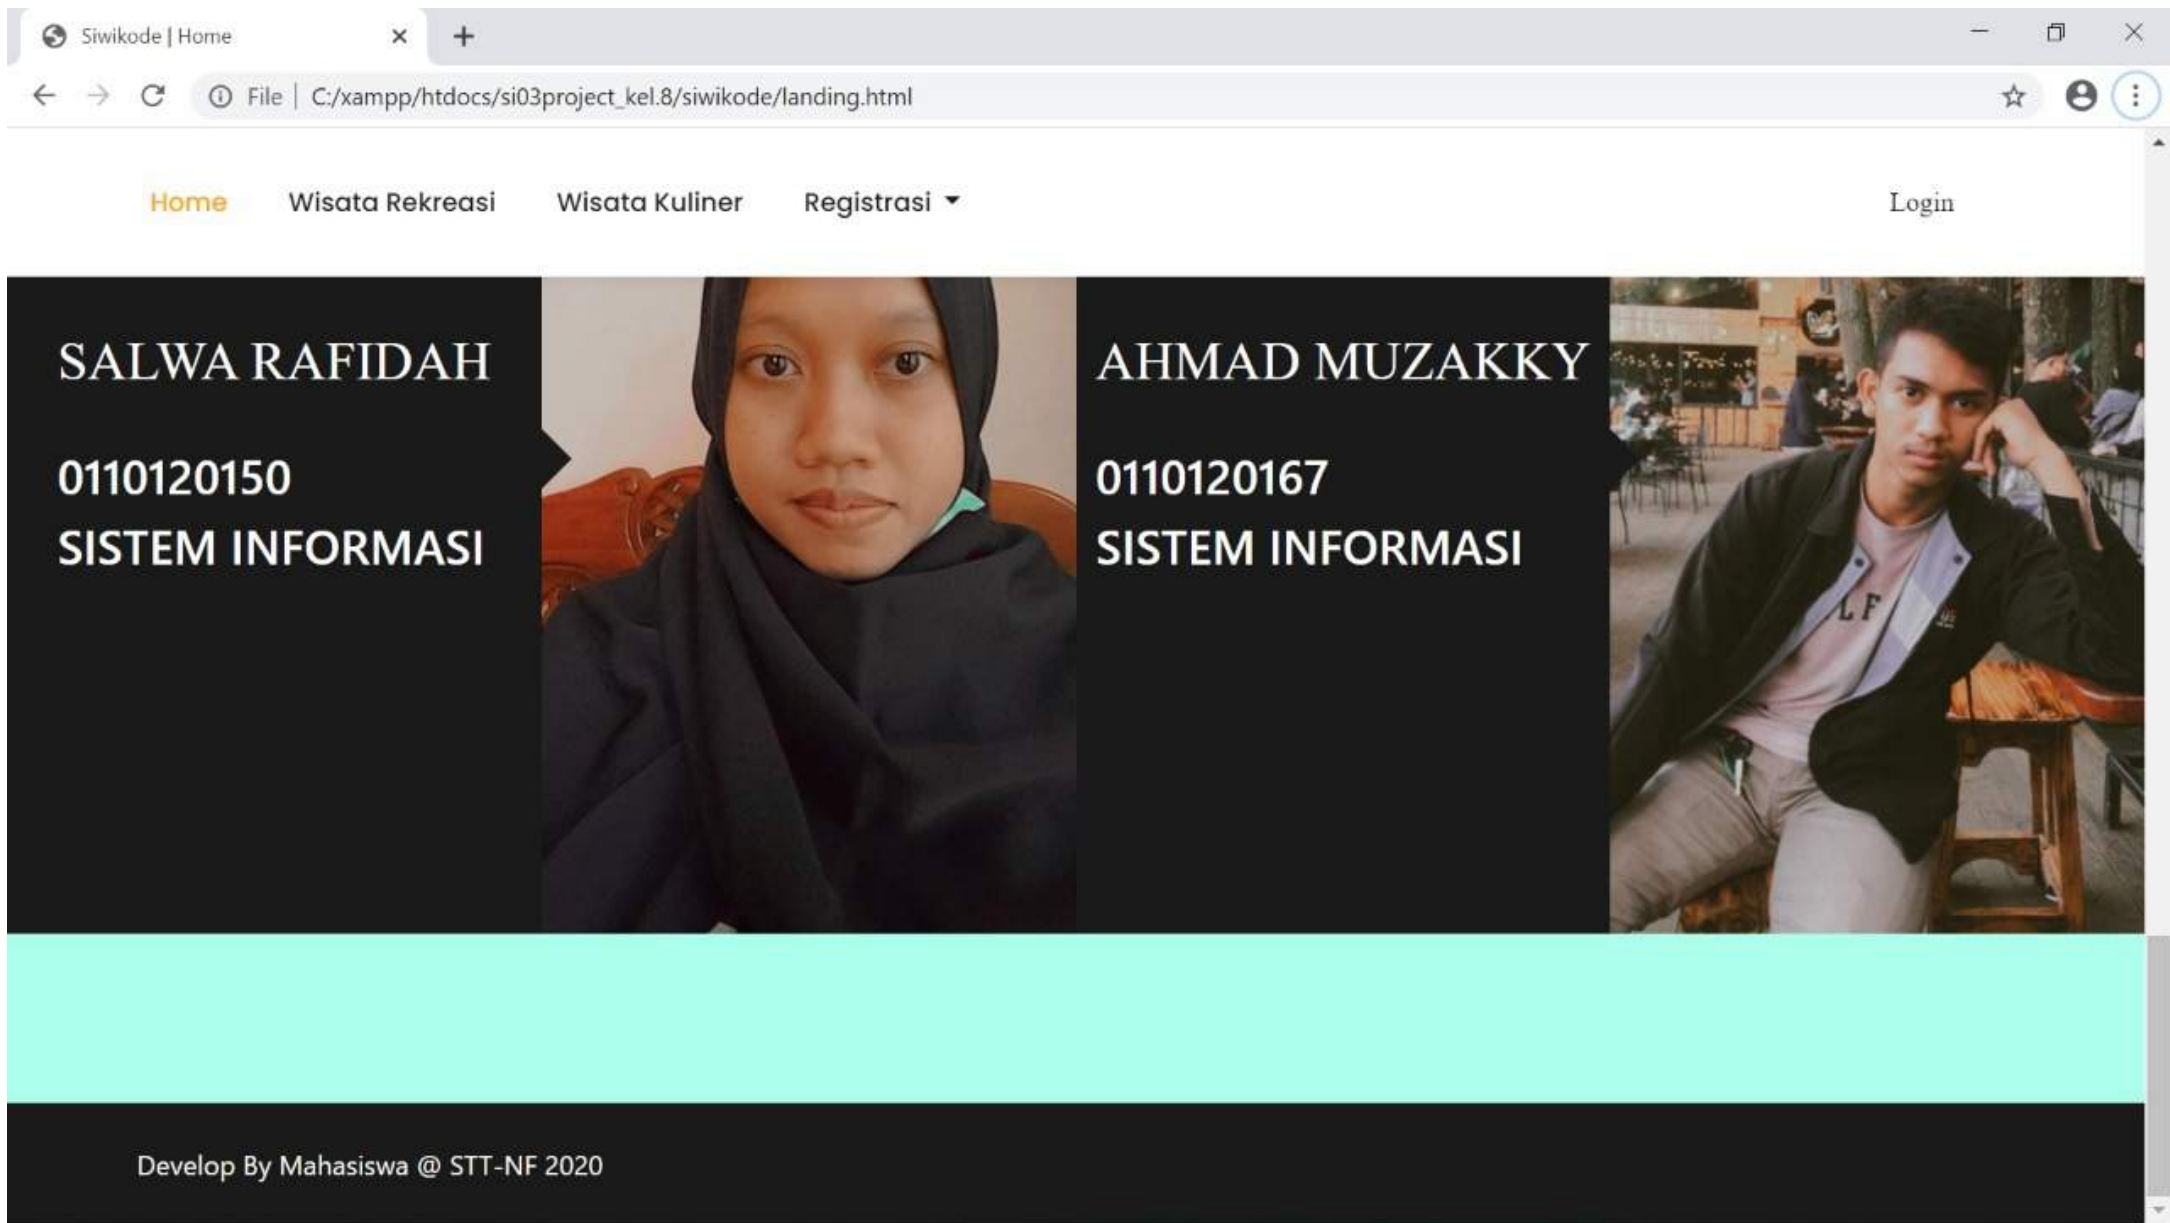 Siwikode | Home
File | C:/xampp/htdocs/si03project_kel.8/siwikode/landing.html
Home Wisata Rekreasi Wisata Kuliner Registrasi Login
SALWA RAFIDAH
0110120150
SISTEM INFORMASI
AHMAD MUZAKKY
0110120167
SISTEM INFORMASI
LF
Develop By Mahasiswa @ STT-NF 2020